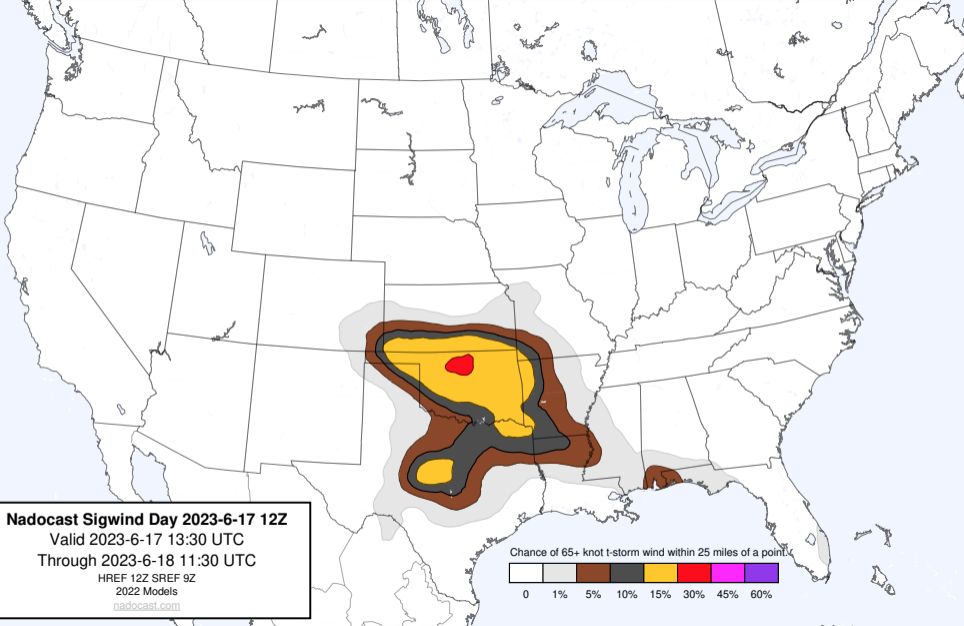 Nadocast Sigwind Day 2023-6-17 12Z
Valid 2023-6-17 13:30 UTC
Through 2023-6-18 11:30 UTC
HREF 12Z SREF 9Z
2022 Models
nadocast.com
Chance of 65+ knot t-storm wind within 25 miles of a point.
0 1% 5% 10% 15% 30% 45% 60%